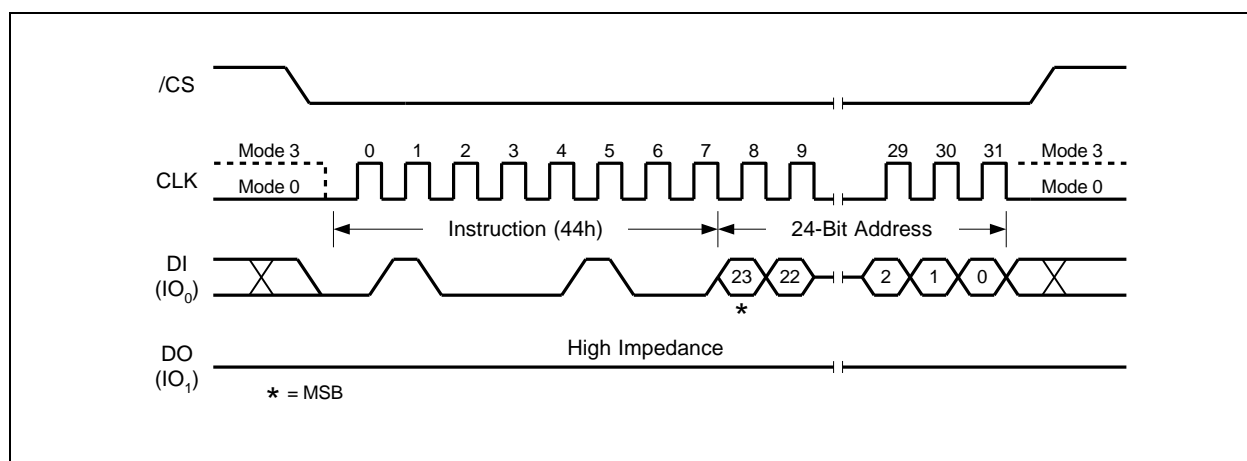 /CS
Mode 3 0 1 2 3 4 5 6 7 8 9 29 30 31 Mode 3
CLK
Mode 0 Mode 0
Instruction (44h) 24-Bit Address
DI
(IO₀)
23 22 2 1 0
*
High Impedance
DO
(IO₁)
* = MSB